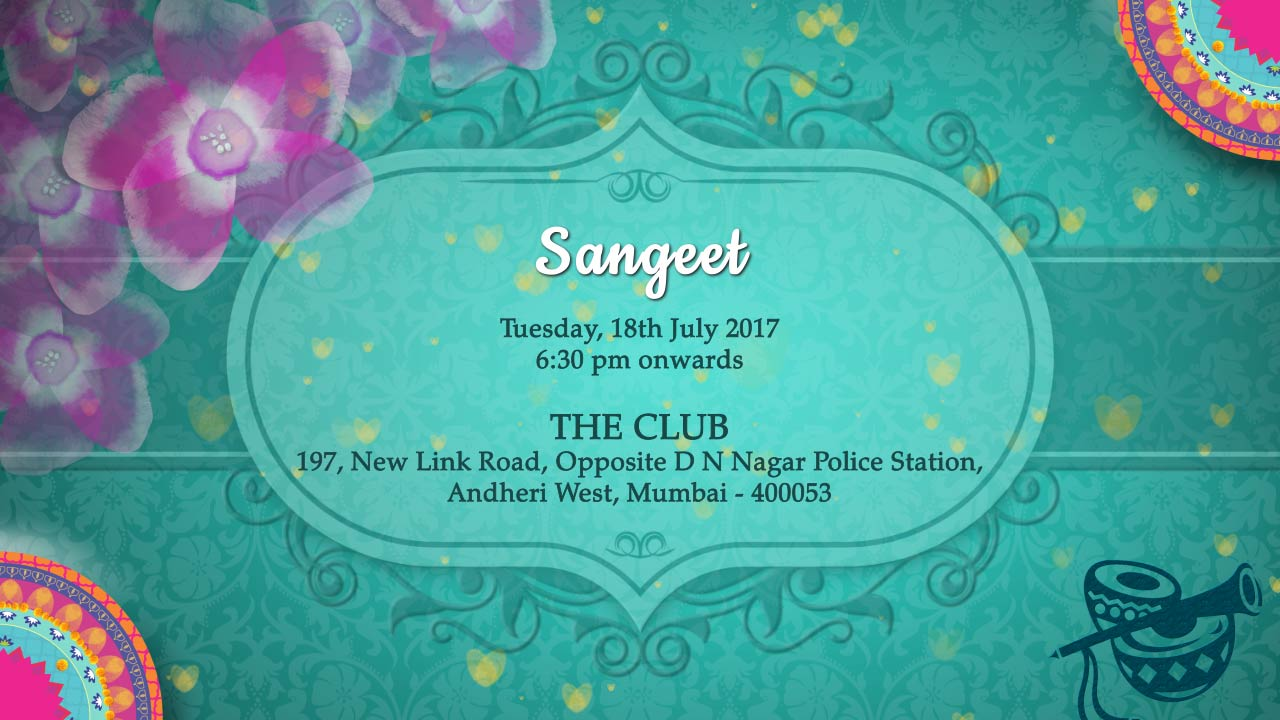 Sangeet
Tuesday, 18th July 2017
6:30 pm onwards
THE CLUB
197, New Link Road, Opposite D N Nagar Police Station,
Andheri West, Mumbai - 400053